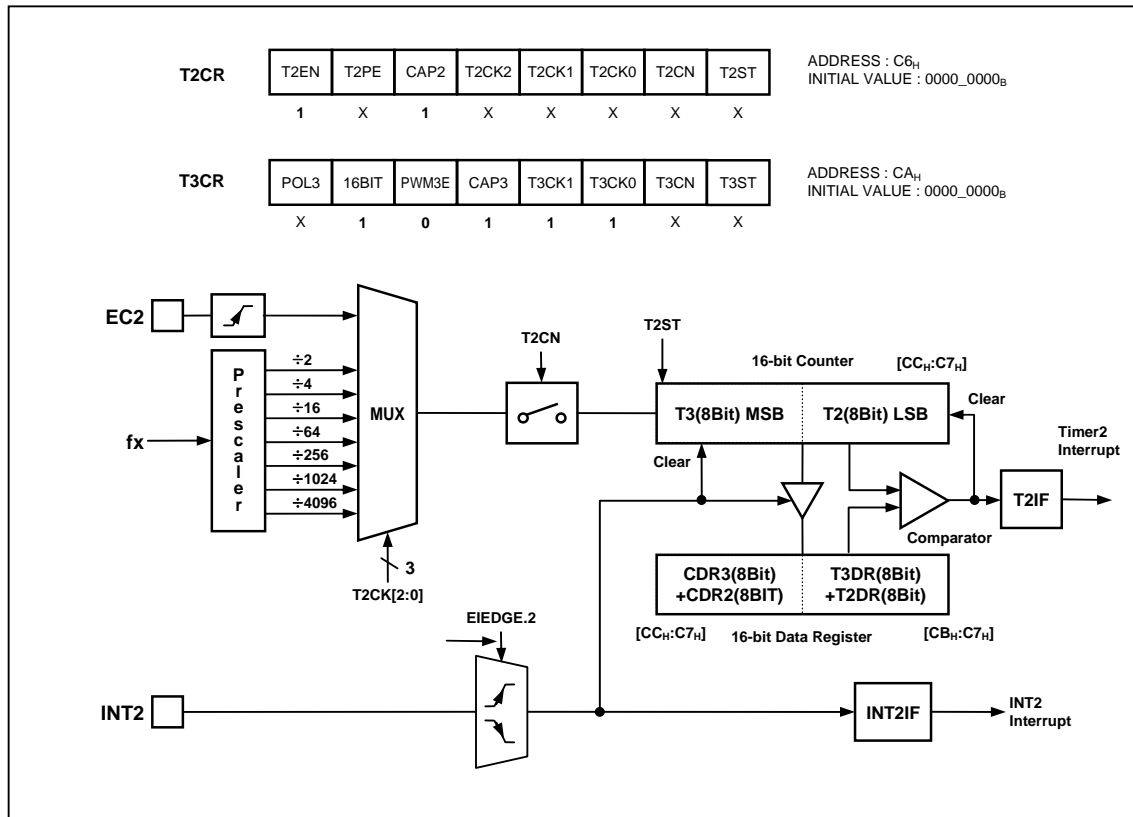 T2CR T2EN T2PE CAP2 T2CK2 T2CK1 T2CK0 T2CN T2ST
1 X 1 X X X X X
ADDRESS : C6H
INITIAL VALUE : 0000_0000B
T3CR POL3 16BIT PWM3E CAP3 T3CK1 T3CK0 T3CN T3ST
X 1 0 1 1 1 X X
ADDRESS : CAH
INITIAL VALUE : 0000_0000B
EC2
fx
Prescaler
÷2
÷4
÷16
÷64
÷256
÷1024
÷4096
MUX
3
T2CK[2:0]
T2CN
T2ST
16-bit Counter
[CCH:C7H]
T3(8Bit) MSB
T2(8Bit) LSB
Clear
Clear
Comparator
T2IF
Timer2
Interrupt
CDR3(8Bit)
+CDR2(8BIT)
T3DR(8Bit)
+T2DR(8Bit)
[CCH:C7H]
16-bit Data Register
[CBH:C7H]
EIEDGE.2
INT2
INT2IF
INT2
Interrupt